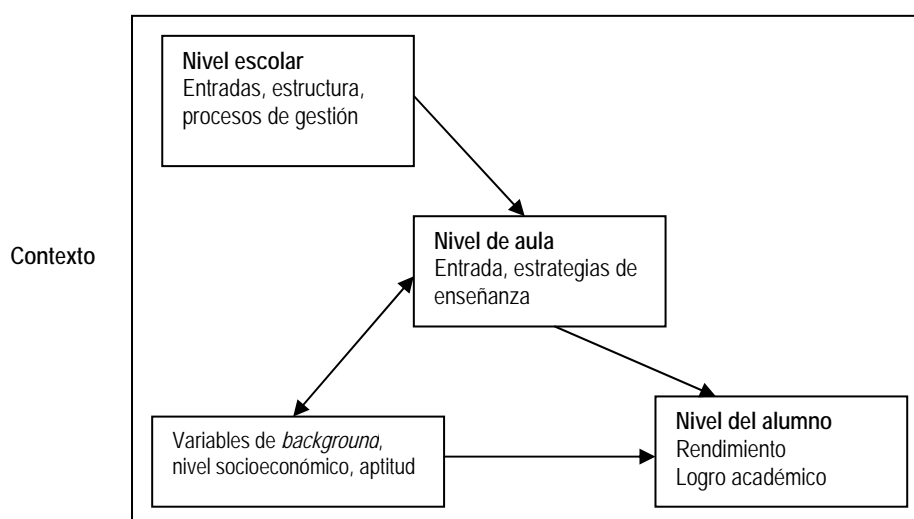 Nivel escolar
Entradas, estructura,
procesos de gestión
Contexto
Nivel de aula
Entrada, estrategias de
enseñanza
Variables de background,
nivel socioeconómico, aptitud
Nivel del alumno
Rendimiento
Logro académico